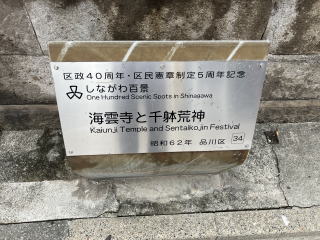 区政40周年・区民憲章制定5周年記念
しながわ百景
One Hundred Scenic Spots in Shinagawa
海雲寺と千躰荒神
Kaiunji Temple and Sentaikojin Festival
昭和62年 品川区 34